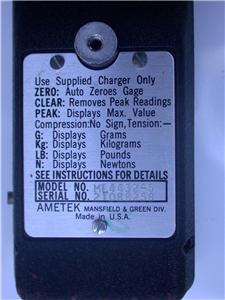 Use Supplied Charger Only
ZERO: Auto Zeroes Gage
CLEAR: Removes Peak Readings
PEAK: Displays Max. Value
Compression:No Sign,Tension:—
G: Displays Grams
Kg: Displays Kilograms
LB: Displays Pounds
N: Displays Newtons
SEE INSTRUCTIONS FOR DETAILS
MODEL NO.
SERIAL NO.
AMETEK MANSFIELD & GREEN DIV.
Made in U.S.A.